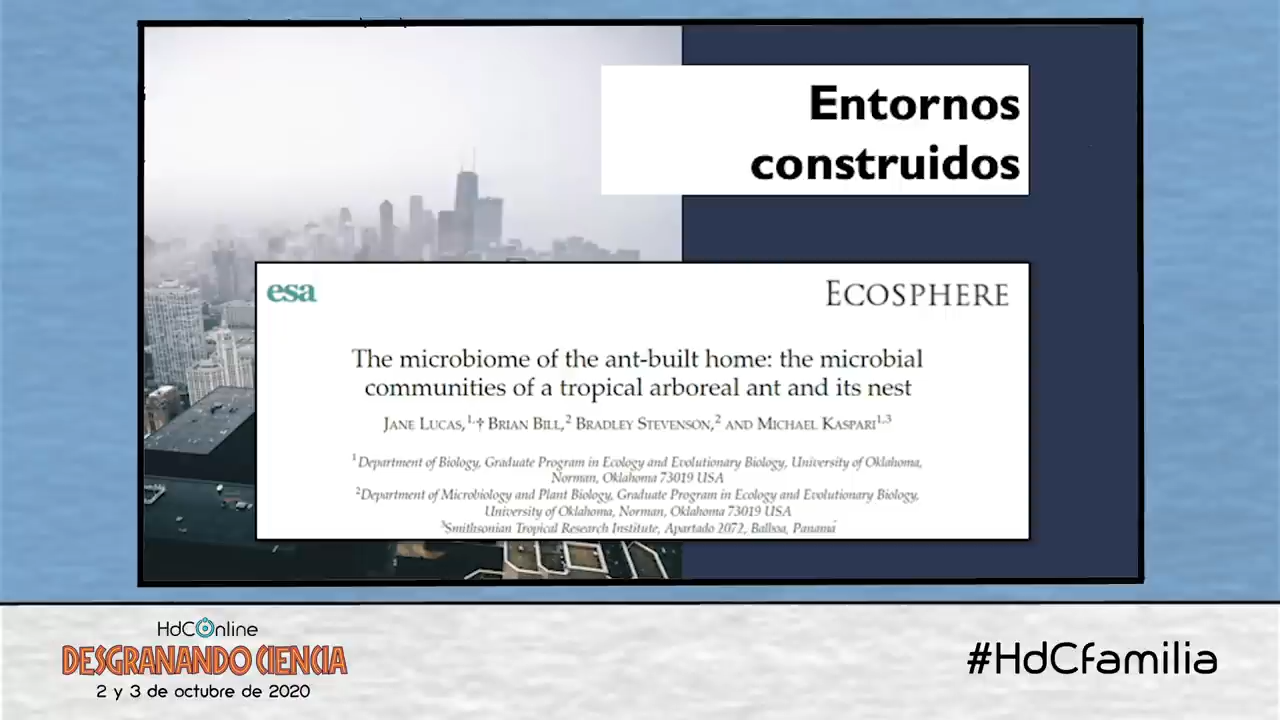 Entornos
construidos
esa
ECOSPHERE
The microbiome of the ant-built home: the microbial
communities of a tropical arboreal ant and its nest
JANE LUCAS,¹,† BRIAN BILL,² BRADLEY STEVENSON,² AND MICHAEL KASPARI¹,³
¹Department of Biology, Graduate Program in Ecology and Evolutionary Biology, University of Oklahoma,
Norman, Oklahoma 73019 USA
²Department of Microbiology and Plant Biology, Graduate Program in Ecology and Evolutionary Biology,
University of Oklahoma, Norman, Oklahoma 73019 USA
³Smithsonian Tropical Research Institute, Apartado 2072, Balboa, Panamá
HdCOnline
DESGRANANDO CIENCIA
2 y 3 de octubre de 2020
#HdCfamilia